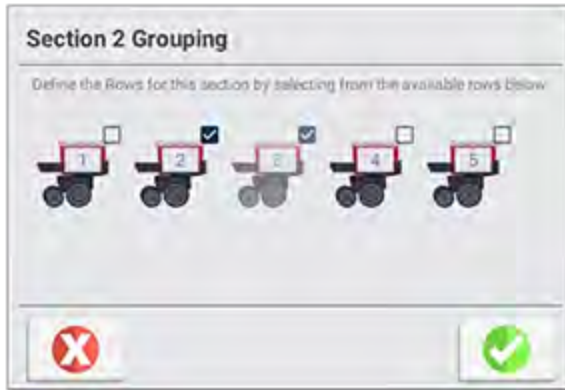 Section 2 Grouping
Define the Rows for this section by selecting from the available rows below
1 2 3 4 5